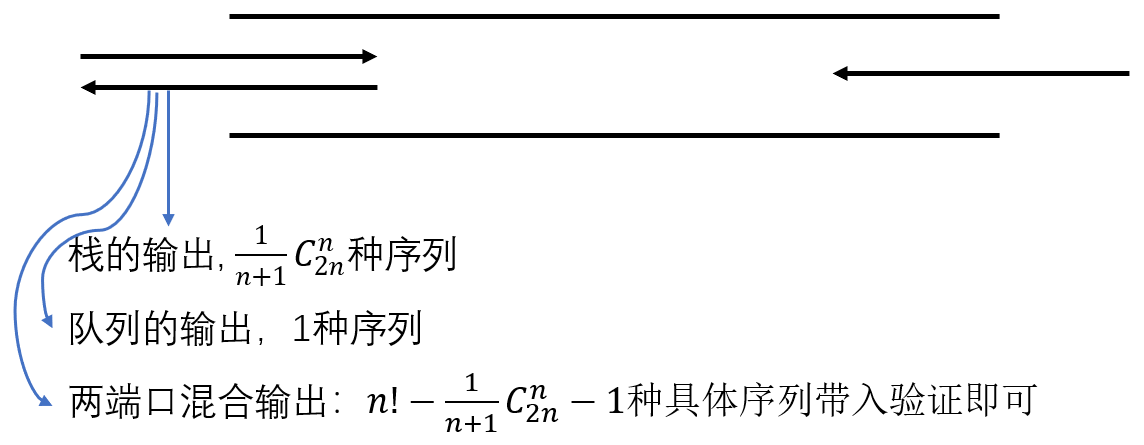 栈的输出,$\frac{1}{n+1}C_{2n}^{n}$种序列
队列的输出，1种序列
两端口混合输出：$n!-\frac{1}{n+1}C_{2n}^{n}-1$种具体序列带入验证即可